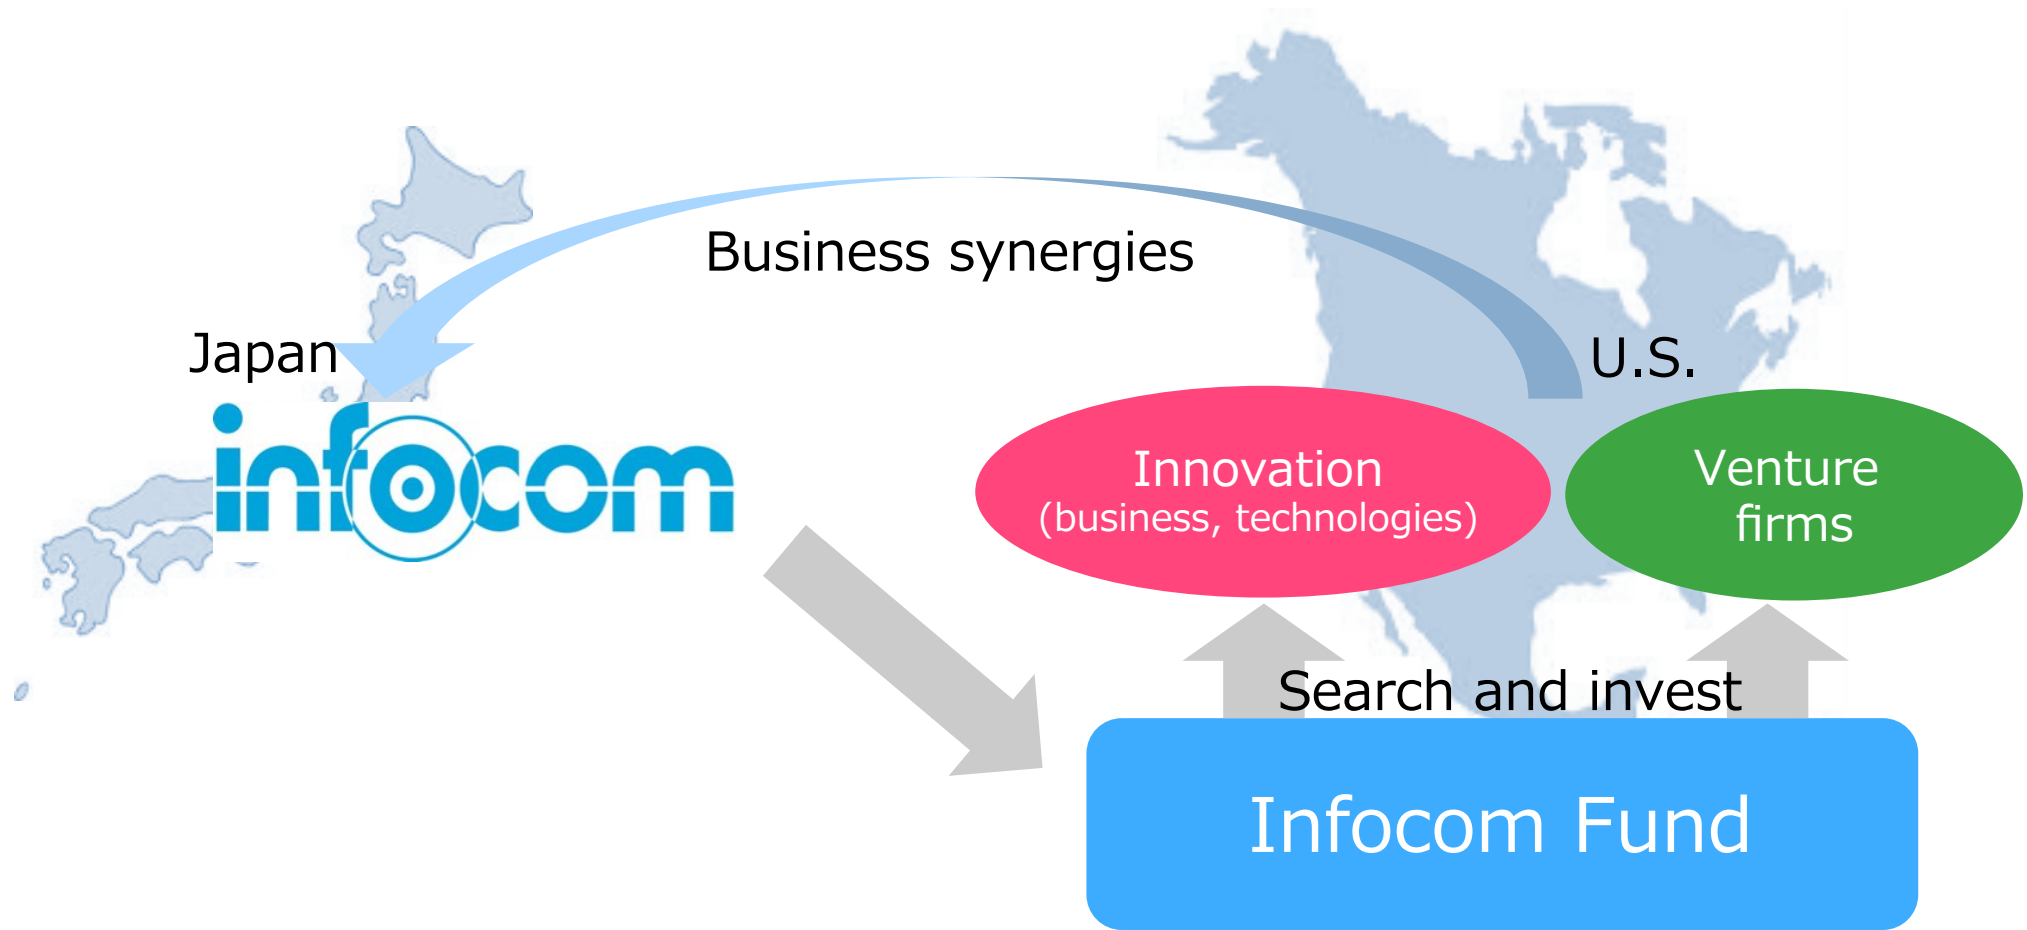 Business synergies
Japan
U.S.
infocom
Innovation
(business, technologies)
Venture
firms
Search and invest
Infocom Fund